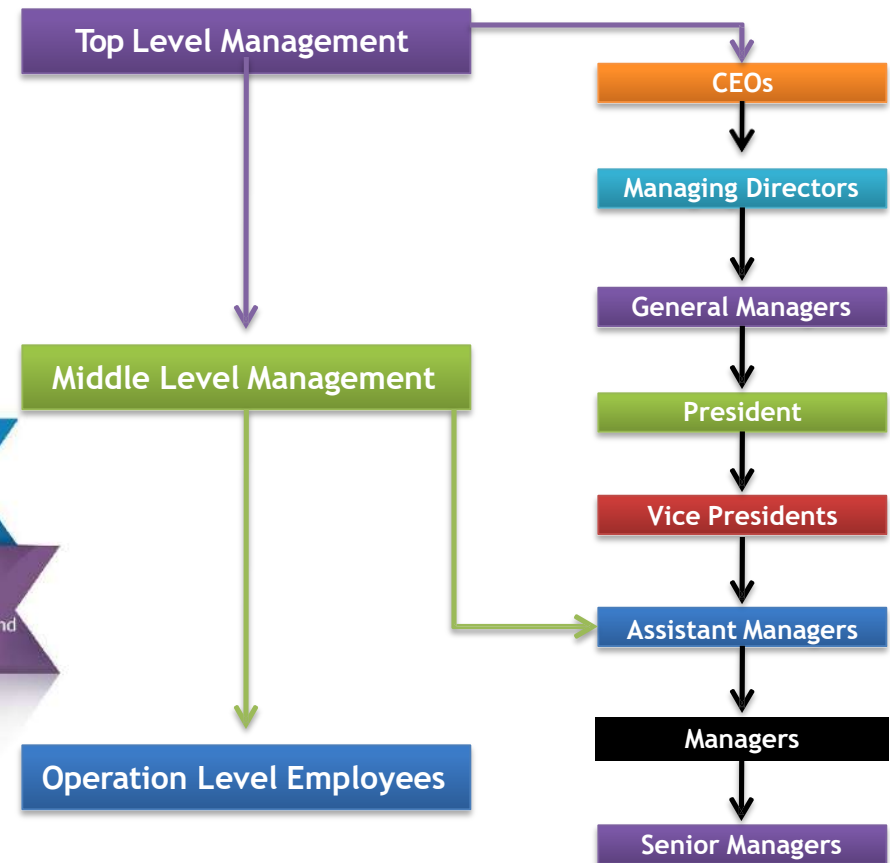 Top Level Management
CEOs
Managing Directors
General Managers
Middle Level Management
President
Vice Presidents
nd
Assistant Managers
Managers
Operation Level Employees
Senior Managers